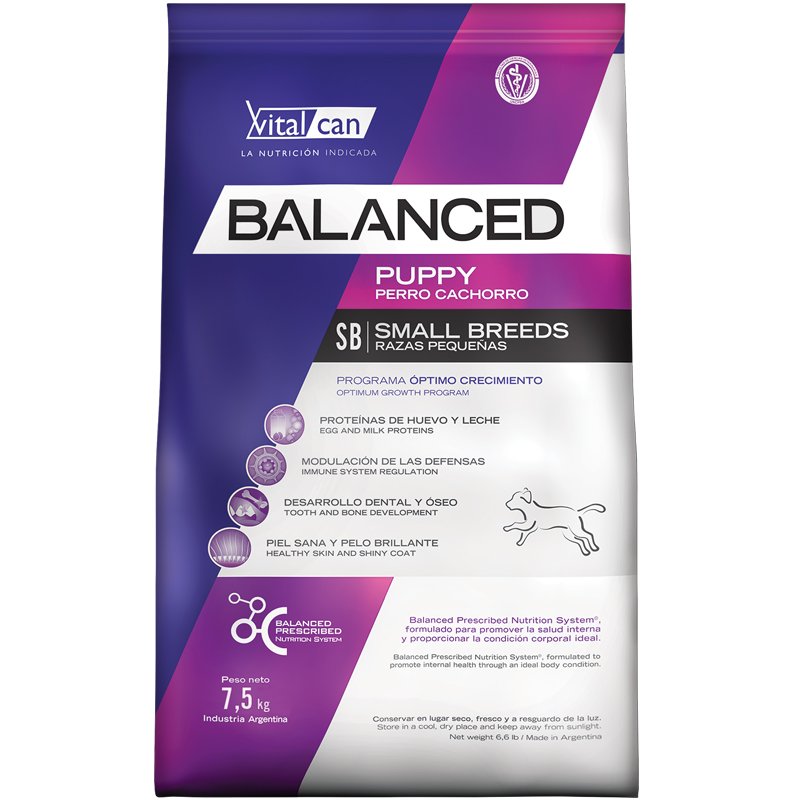 Vital can
LA NUTRICIÓN INDICADA
BALANCED
PUPPY
PERRO CACHORRO
SB SMALL BREEDS
RAZAS PEQUEÑAS
PROGRAMA ÓPTIMO CRECIMIENTO
OPTIMUM GROWTH PROGRAM
PROTEÍNAS DE HUEVO Y LECHE
EGG AND MILK PROTEINS
MODULACIÓN DE LAS DEFENSAS
IMMUNE SYSTEM REGULATION
DESARROLLO DENTAL Y ÓSEO
TOOTH AND BONE DEVELOPMENT
PIEL SANA Y PELO BRILLANTE
HEALTHY SKIN AND SHINY COAT
BALANCED
PRESCRIBED
NUTRITION SYSTEM
Balanced Prescribed Nutrition System®,
formulado para promover la salud interna
y proporcionar la condición corporal ideal.
Balanced Prescribed Nutrition System®, formulated to
promote internal health through an ideal body condition.
Peso neto
7,5 kg
Industria Argentina
Conservar en lugar seco, fresco y a resguardo de la luz.
Store in a cool, dry place and keep away from sunlight.
Net weight 6,6 lb / Made in Argentina